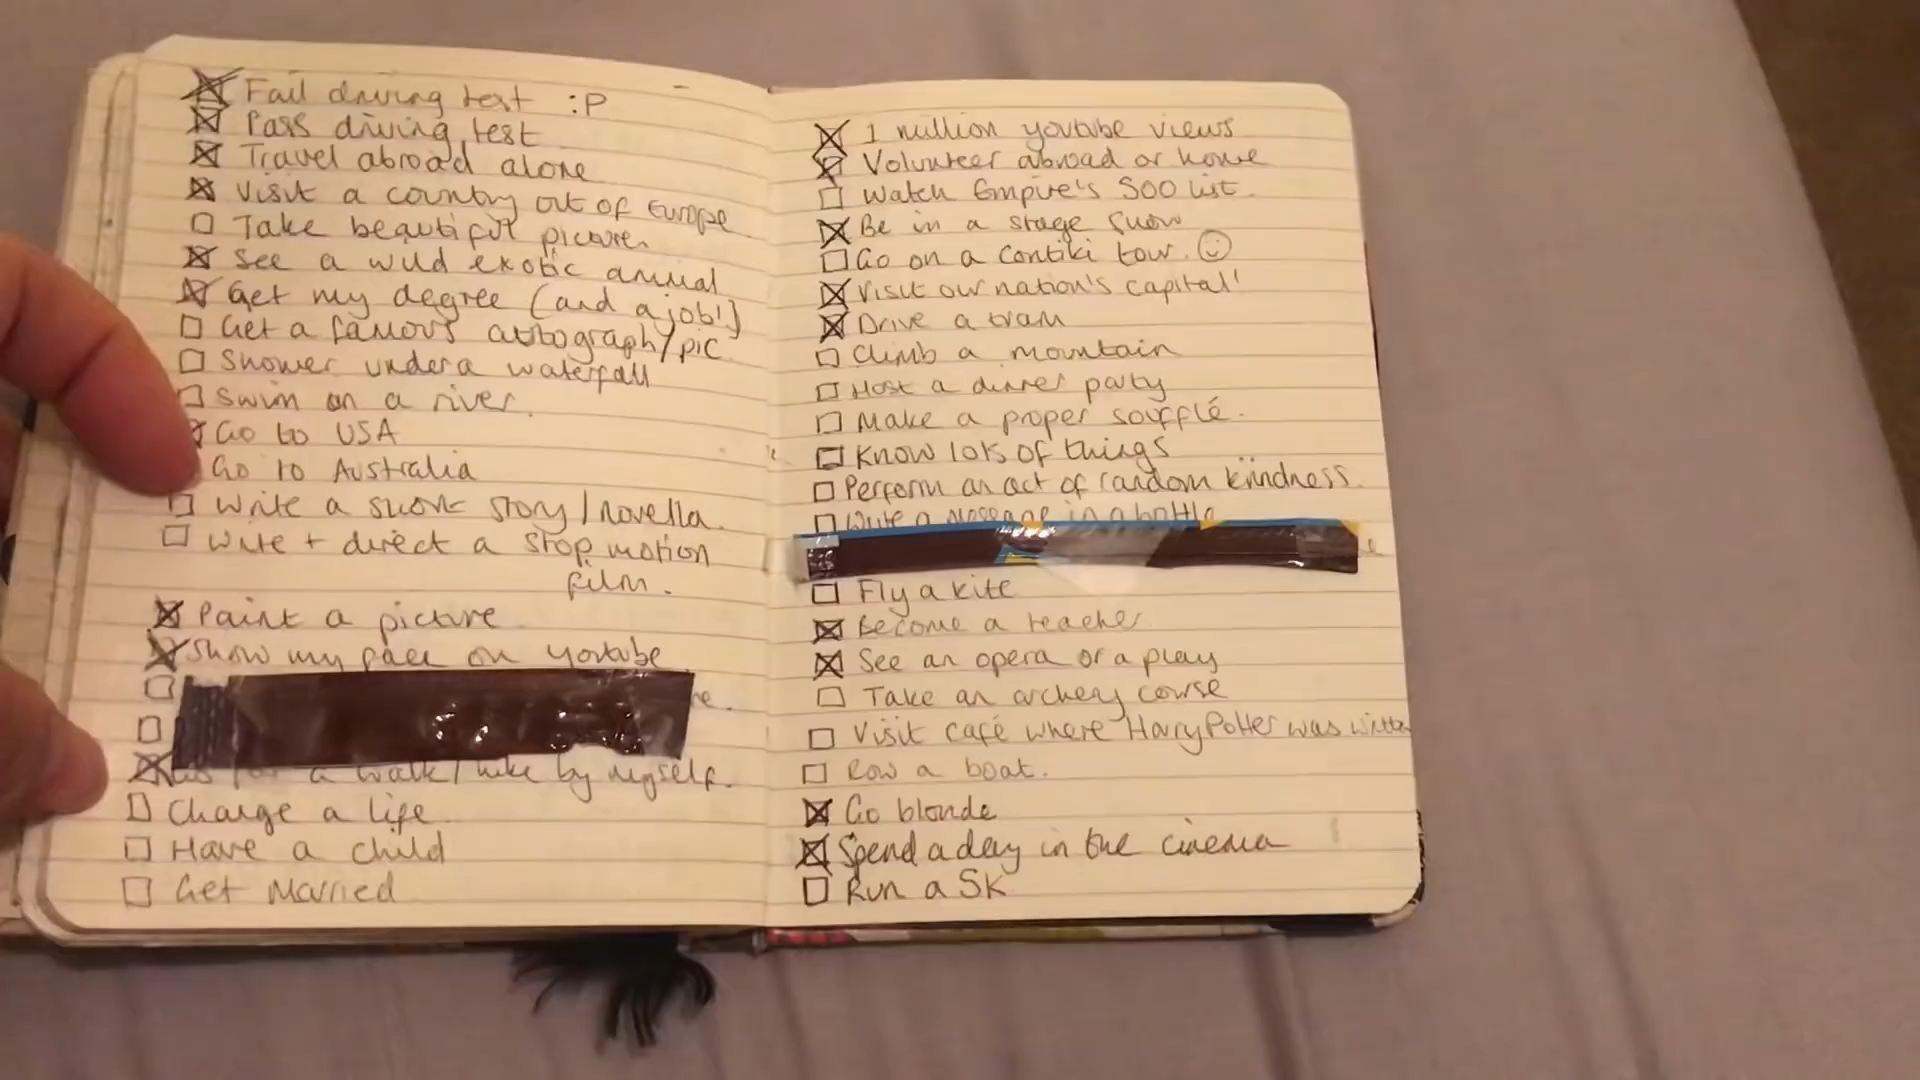 Fail driving test :P
Pass driving test
Travel abroad alone
Visit a country out of Europe
Take beautiful pictures
See a wild exotic animal
Get my degree (and a job!)
Get a famous autograph/pic
Shower under a waterfall
Swim in a river.
Go to USA
Go to Australia
Write a short story / novella.
Write + direct a stop motion
film.
Paint a picture
Show my face on youtube
Go for a walk / hike by myself.
Change a life
Have a child
Get Married
1 million youtube views
Volunteer abroad or home
Watch Empire's 500 list.
Be in a stage show
Go on a contiki tour.
Visit our nation's capital!
Drive a tram
Climb a mountain
Host a dinner party
Make a proper soufflé.
Know lots of things
Perform an act of random kiindness.
Write a message in a bottle
Fly a kite
Become a teacher
See an opera or a play
Take an archery course
Visit café where Harry Potter was written
Row a boat.
Go blonde
Spend a day in the cinema
Run a 5K